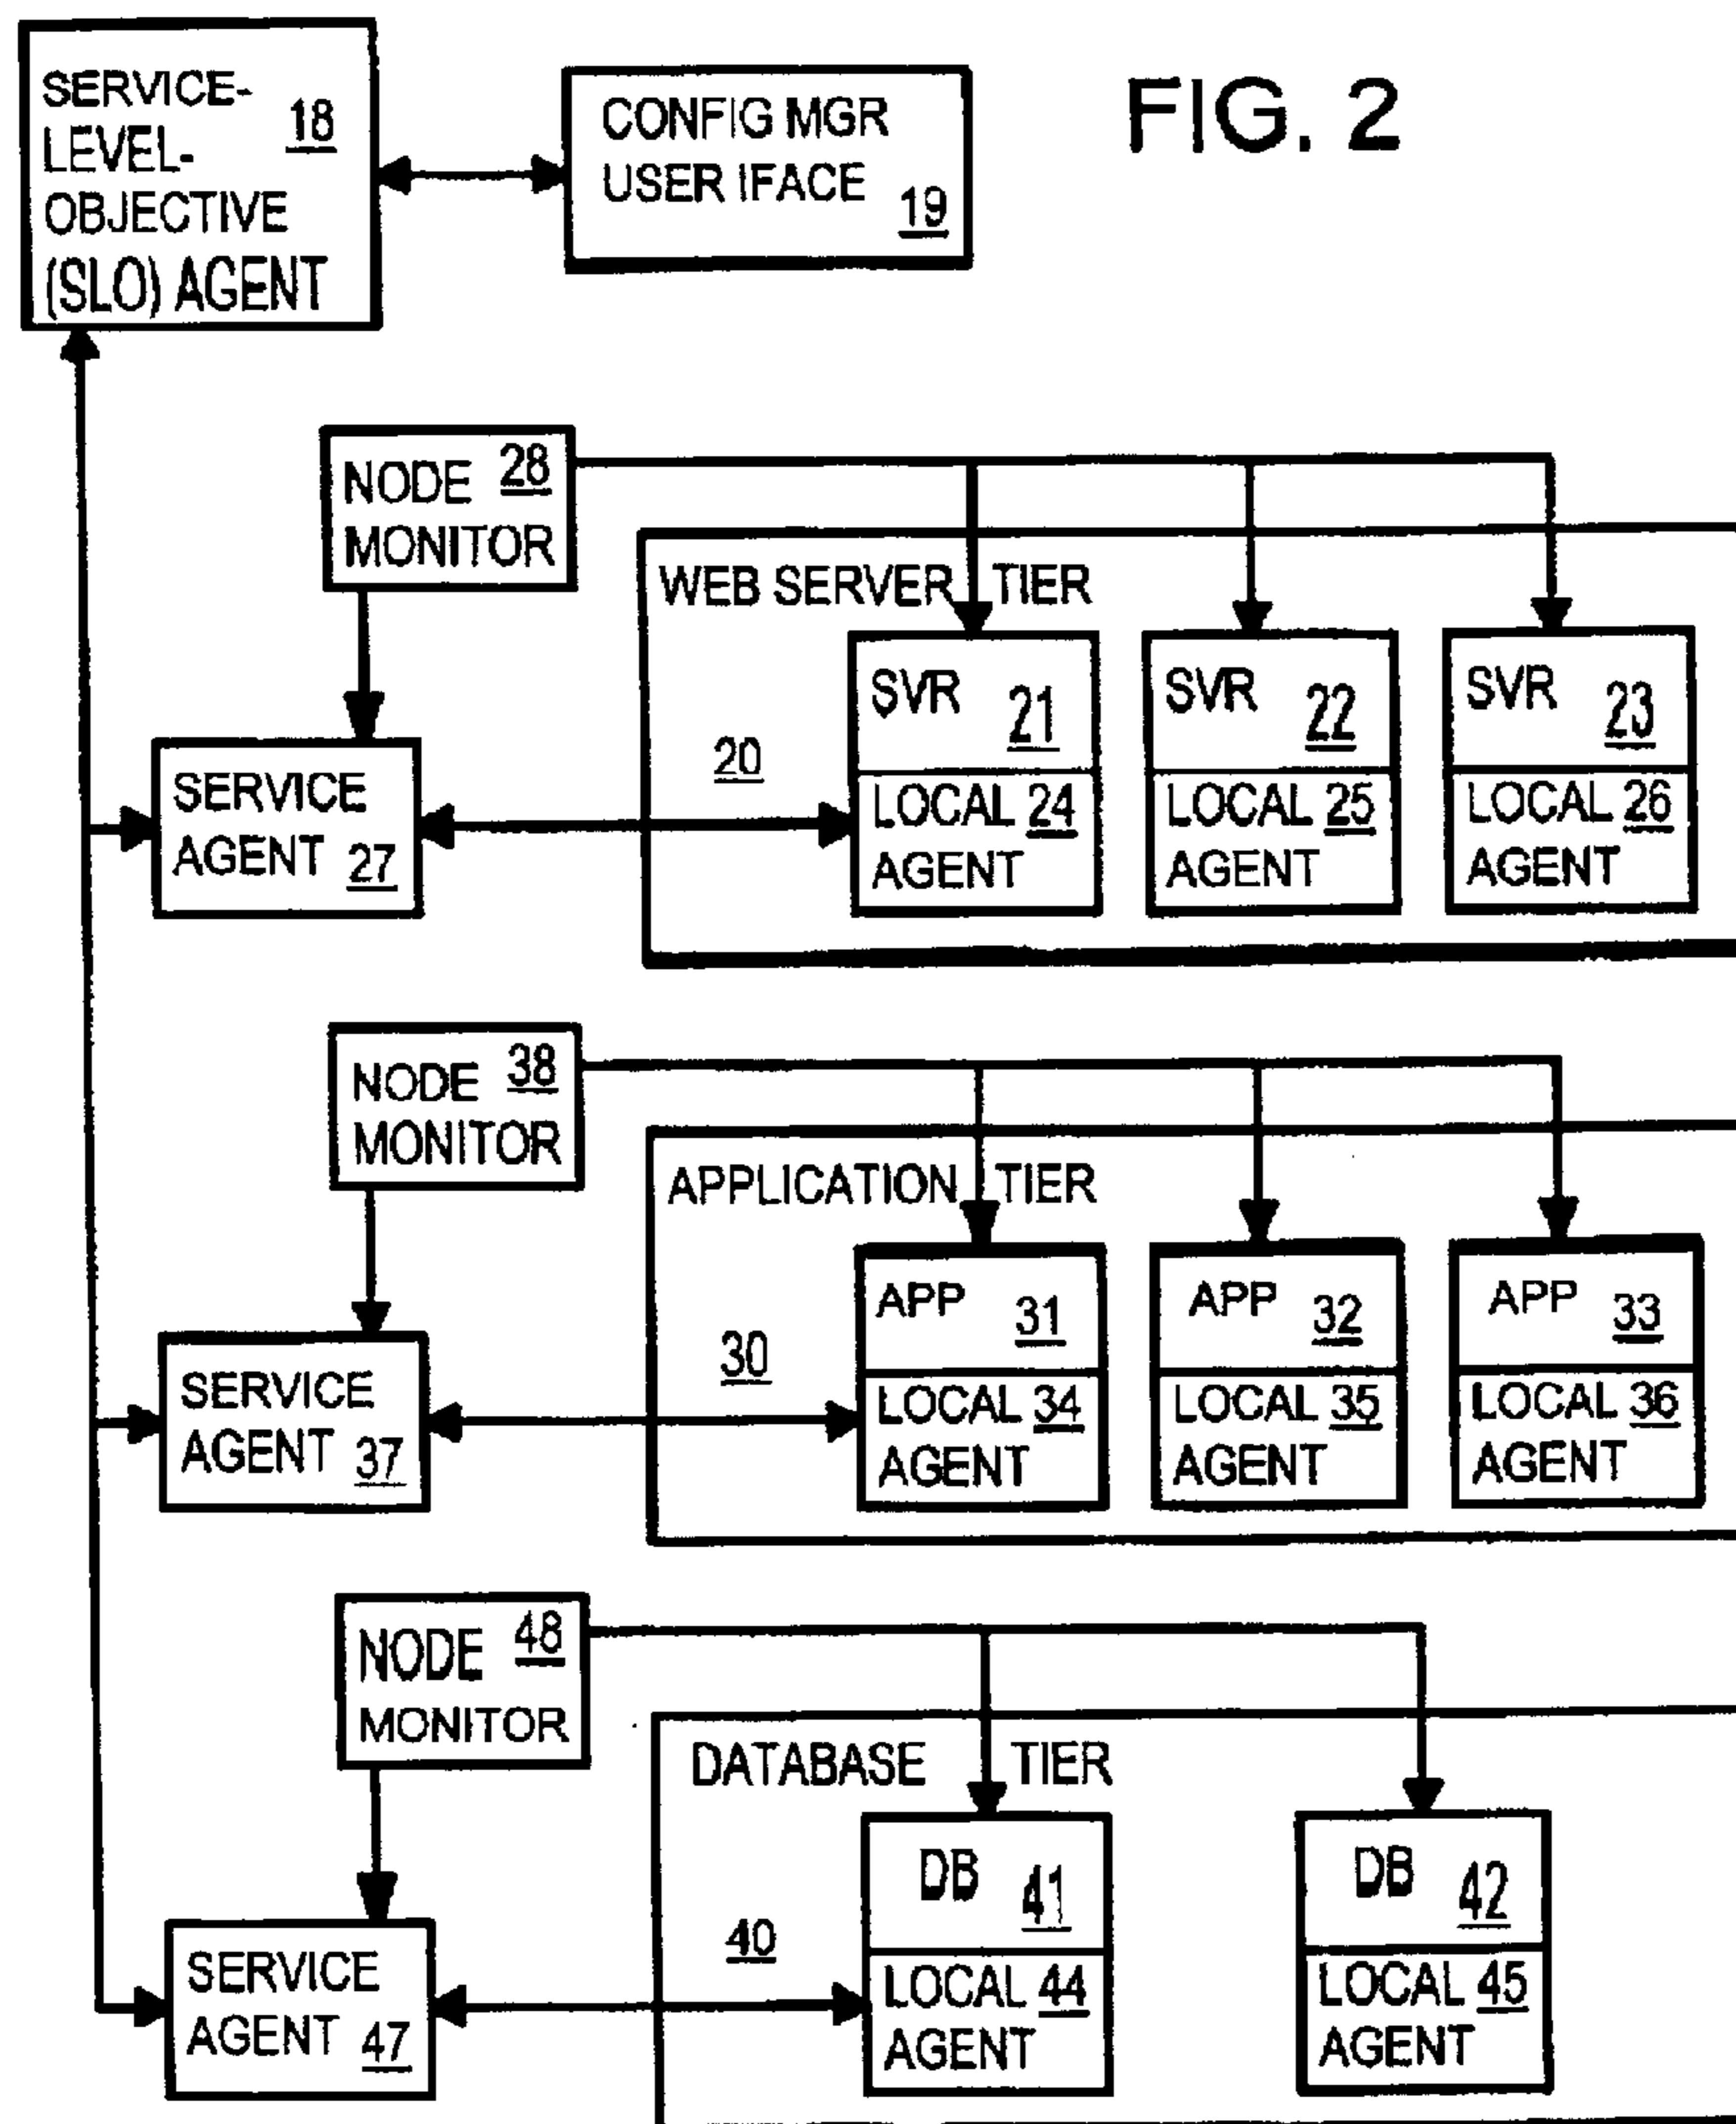 FIG. 2
SERVICE-
LEVEL-
OBJECTIVE
(SLO) AGENT
18
CONFIG MGR
USER IFACE
19
NODE 28
MONITOR
WEB SERVER TIER
SVR 21
SVR 22
SVR 23
20
SERVICE
AGENT 27
LOCAL 24
AGENT
LOCAL 25
AGENT
LOCAL 26
AGENT
NODE 38
MONITOR
APPLICATION TIER
APP 31
APP 32
APP 33
30
SERVICE
AGENT 37
LOCAL 34
AGENT
LOCAL 35
AGENT
LOCAL 36
AGENT
NODE 48
MONITOR
DATABASE TIER
DB 41
DB 42
40
SERVICE
AGENT 47
LOCAL 44
AGENT
LOCAL 45
AGENT